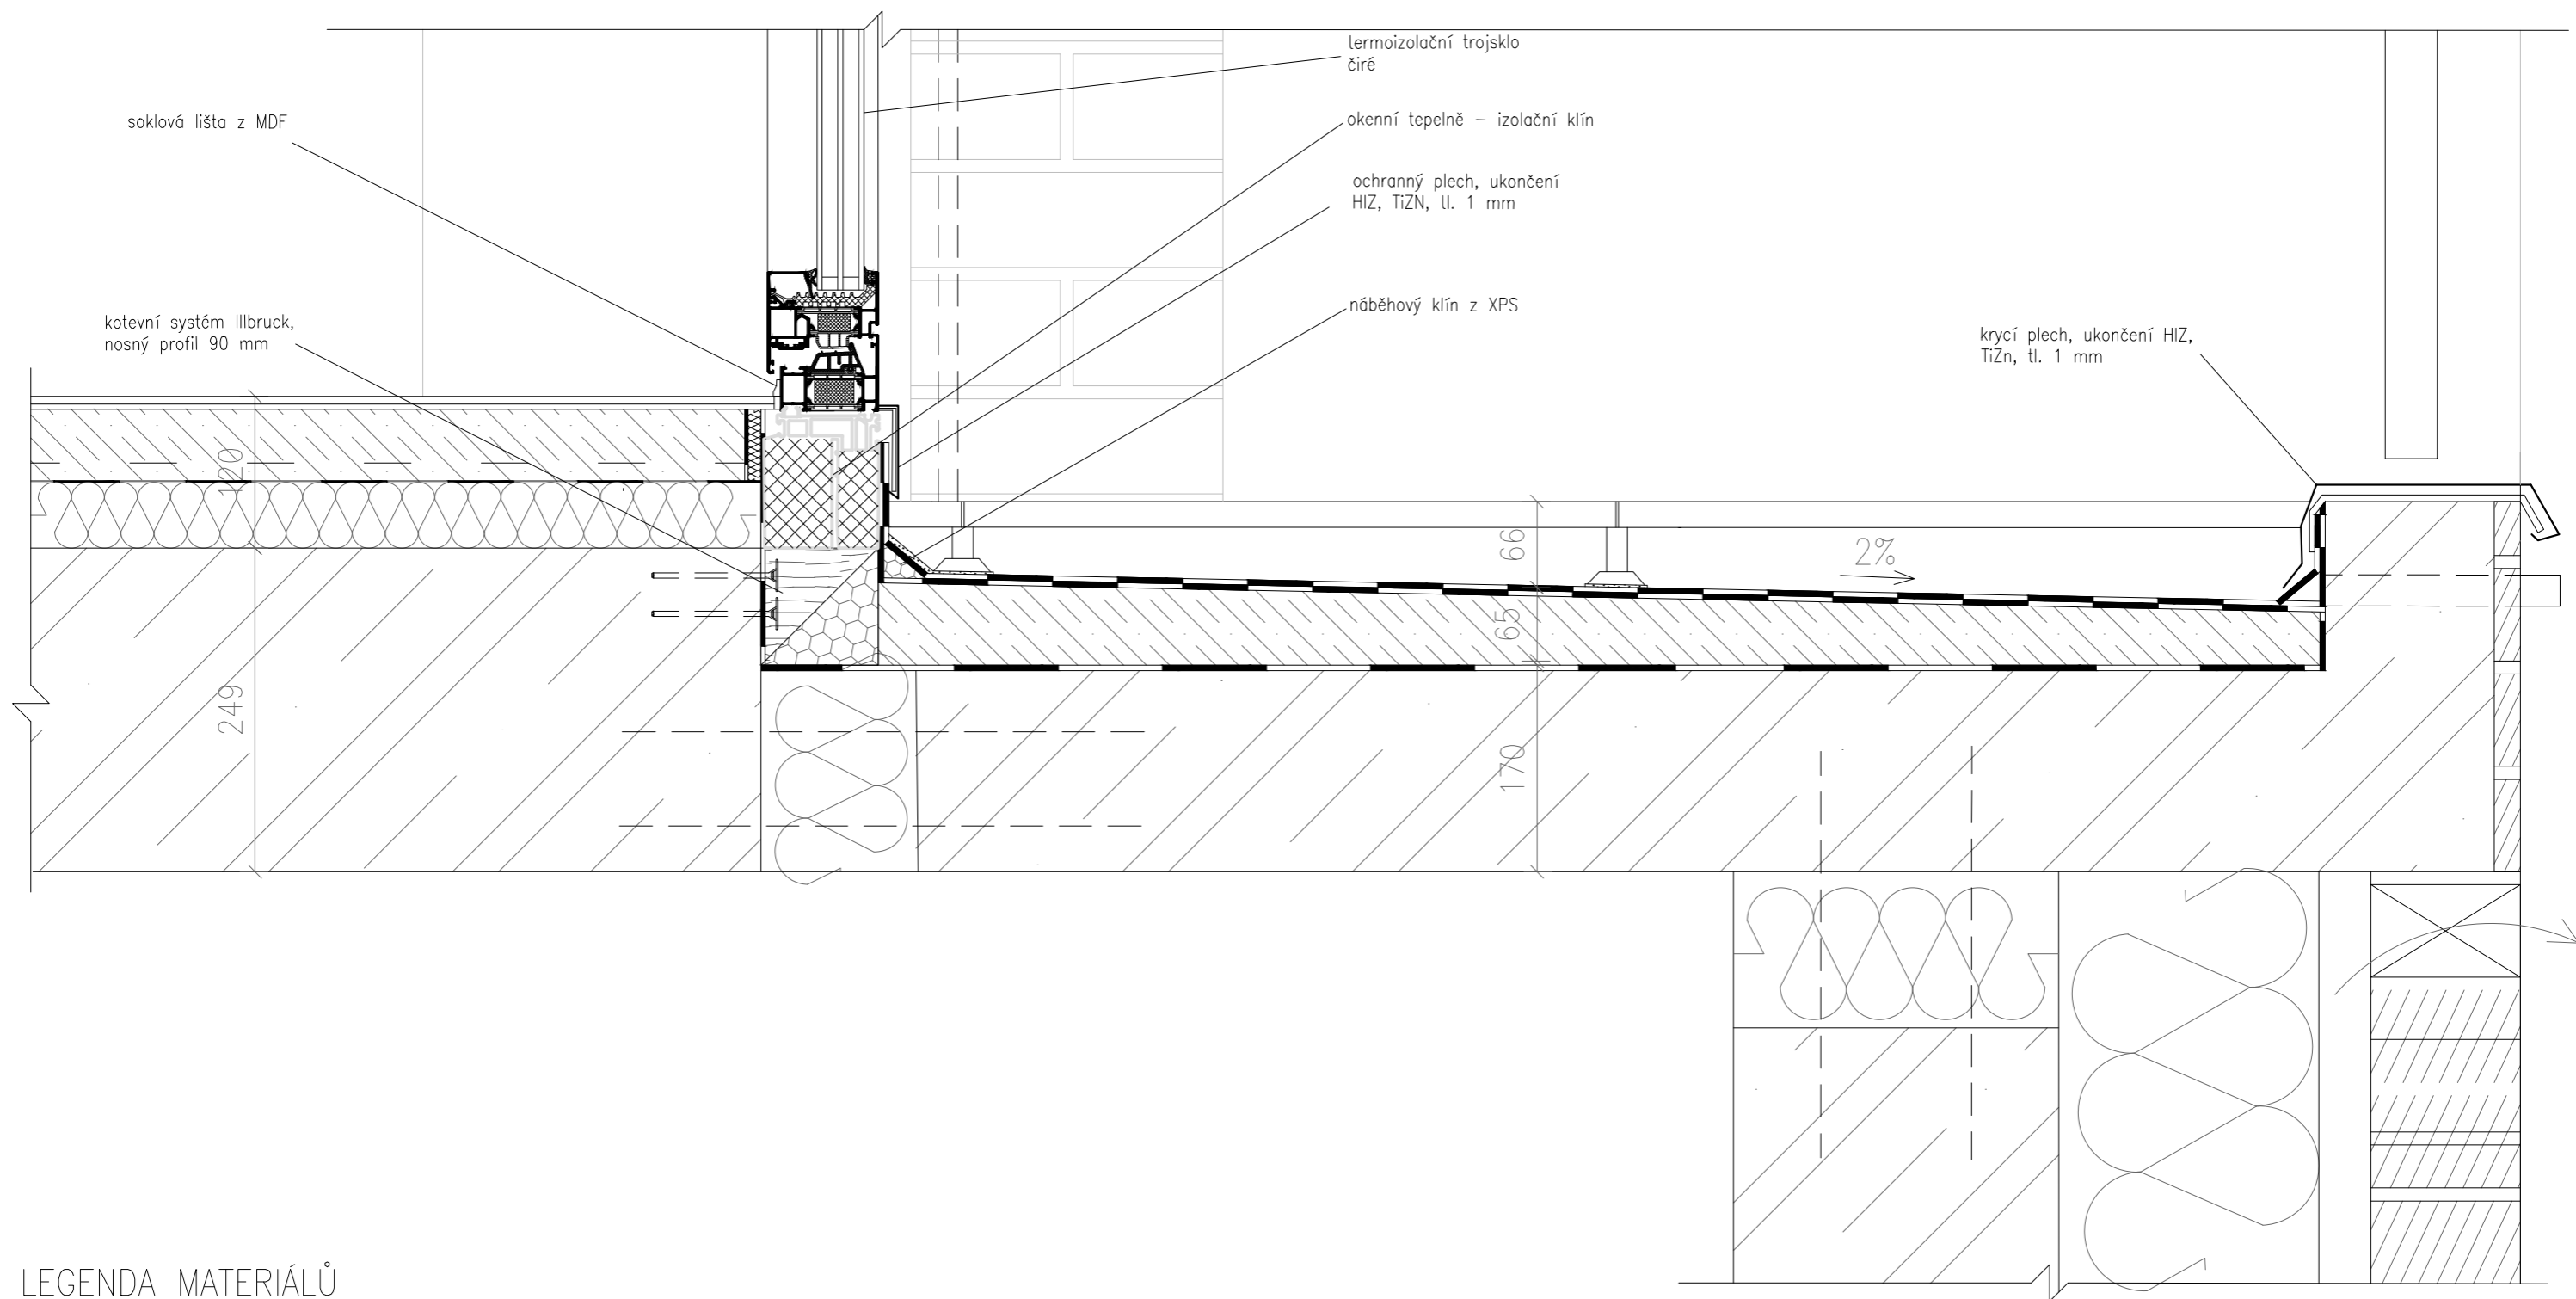 termoizolační trojsklo
čiré
soklová lišta z MDF
okenní tepelně – izolační klín
ochranný plech, ukončení
HIZ, TiZN, tl. 1 mm
náběhový klín z XPS
kotevní systém Illbruck,
nosný profil 90 mm
krycí plech, ukončení HIZ,
TiZn, tl. 1 mm
120
66
2%
65
249
170
LEGENDA MATERIÁLŮ